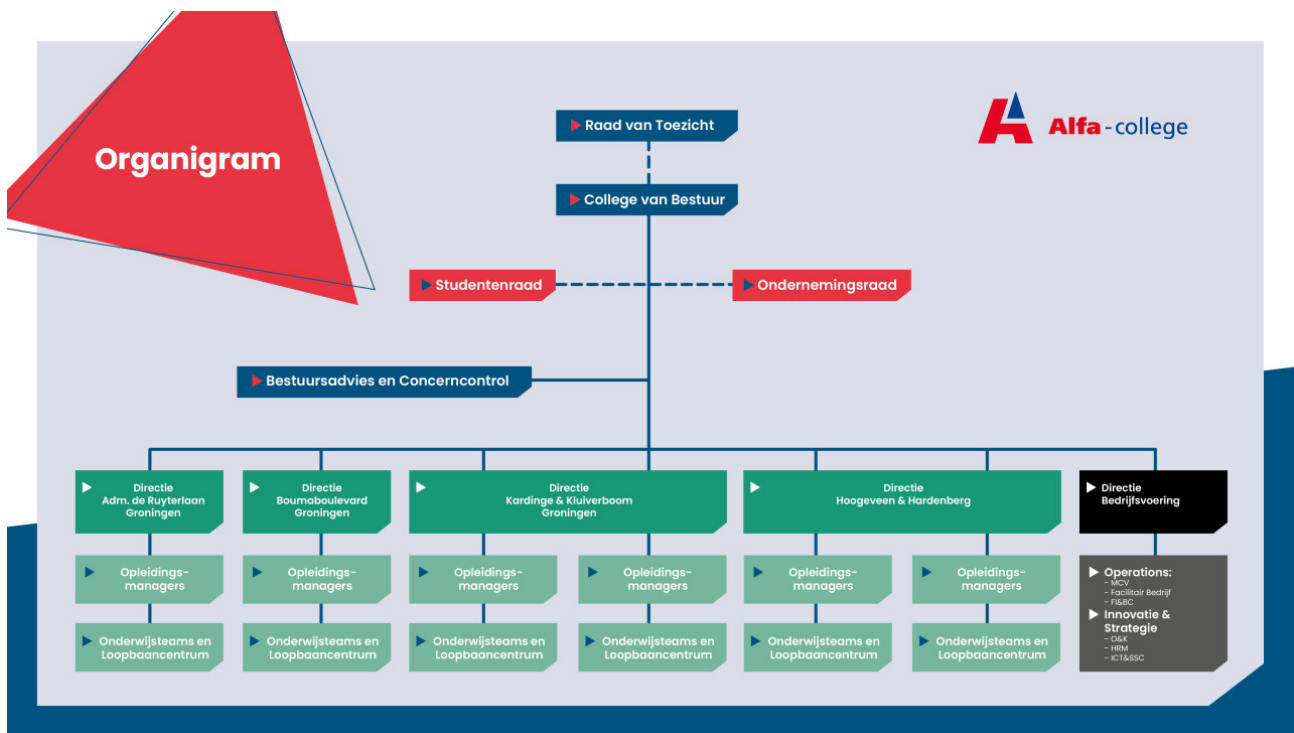 Organigram
Alfa-college
Raad van Toezicht
College van Bestuur
Studentenraad
Ondernemingsraad
Bestuursadvies en Concerncontrol
Directie
Adm. de Ruyterlaan
Groningen
Directie
Boumaboulevard
Groningen
Directie
Kardinge & Kluiverboom
Groningen
Directie
Hoogeveen & Hardenberg
Directie
Bedrijfsvoering
Opleidings-
managers
Opleidings-
managers
Opleidings-
managers
Opleidings-
managers
Opleidings-
managers
Opleidings-
managers
Operations:
- MCV
- Facilitair Bedrijf
- FI&BC
Innovatie &
Strategie
- O&K
- HRM
- ICT&SSC
Onderwijsteams en
Loopbaancentrum
Onderwijsteams en
Loopbaancentrum
Onderwijsteams en
Loopbaancentrum
Onderwijsteams en
Loopbaancentrum
Onderwijsteams en
Loopbaancentrum
Onderwijsteams en
Loopbaancentrum